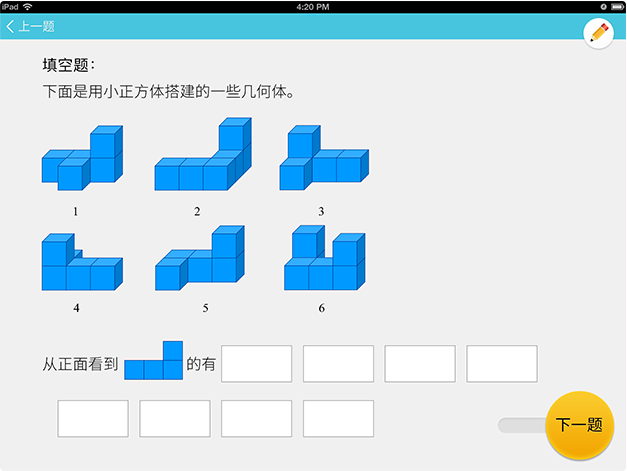 iPad 4:20 PM
上一题
填空题：
下面是用小正方体搭建的一些几何体。
1 2 3
4 5 6
从正面看到 的有
下一题